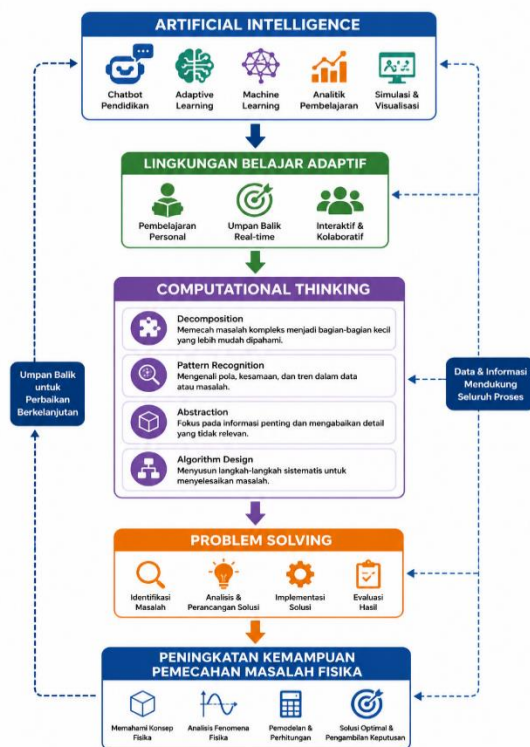 ARTIFICIAL INTELLIGENCE
Chatbot
Pendidikan
Adaptive
Learning
Machine
Learning
Analitik
Pembelajaran
Simulasi &
Visualisasi
LINGKUNGAN BELAJAR ADAPTIF
Pembelajaran
Personal
Umpan Balik
Real-time
Interaktif &
Kolaboratif
COMPUTATIONAL THINKING
Decomposition
Memecah masalah kompleks menjadi bagian-bagian kecil
yang lebih mudah dipahami.
Pattern Recognition
Mengenali pola, kesamaan, dan tren dalam data
atau masalah.
Abstraction
Fokus pada informasi penting dan mengabaikan detail
yang tidak relevan.
Algorithm Design
Menyusun langkah-langkah sistematis untuk
menyelesaikan masalah.
Umpan Balik
untuk
Perbaikan
Berkelanjutan
Data & Informasi
Mendukung
Seluruh Proses
PROBLEM SOLVING
Identifikasi
Masalah
Analisis &
Perancangan Solusi
Implementasi
Solusi
Evaluasi
Hasil
PENINGKATAN KEMAMPUAN
PEMECAHAN MASALAH FISIKA
Memahami Konsep
Fisika
Analisis Fenomena
Fisika
Pemodelan &
Perhitungan
Solusi Optimal &
Pengambilan Keputusan